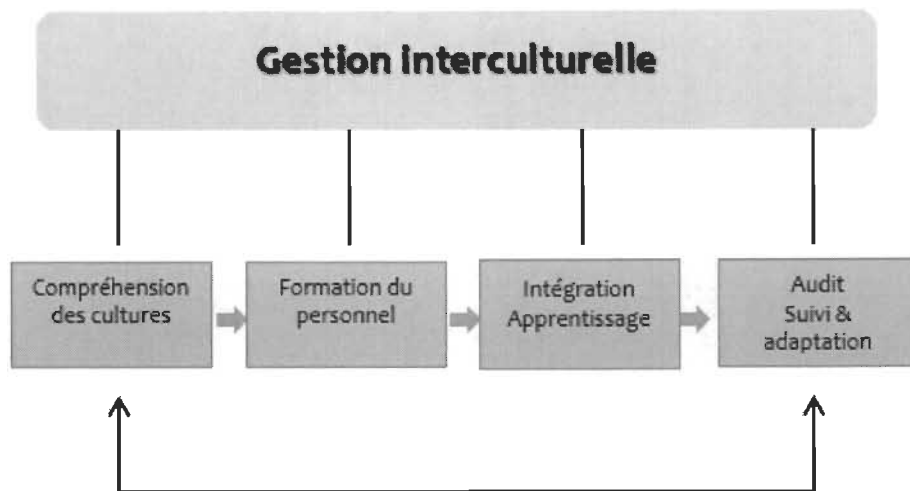 Gestion interculturelle
Compréhension
des cultures
Formation du
personnel
Intégration
Apprentissage
Audit
Suivi &
adaptation